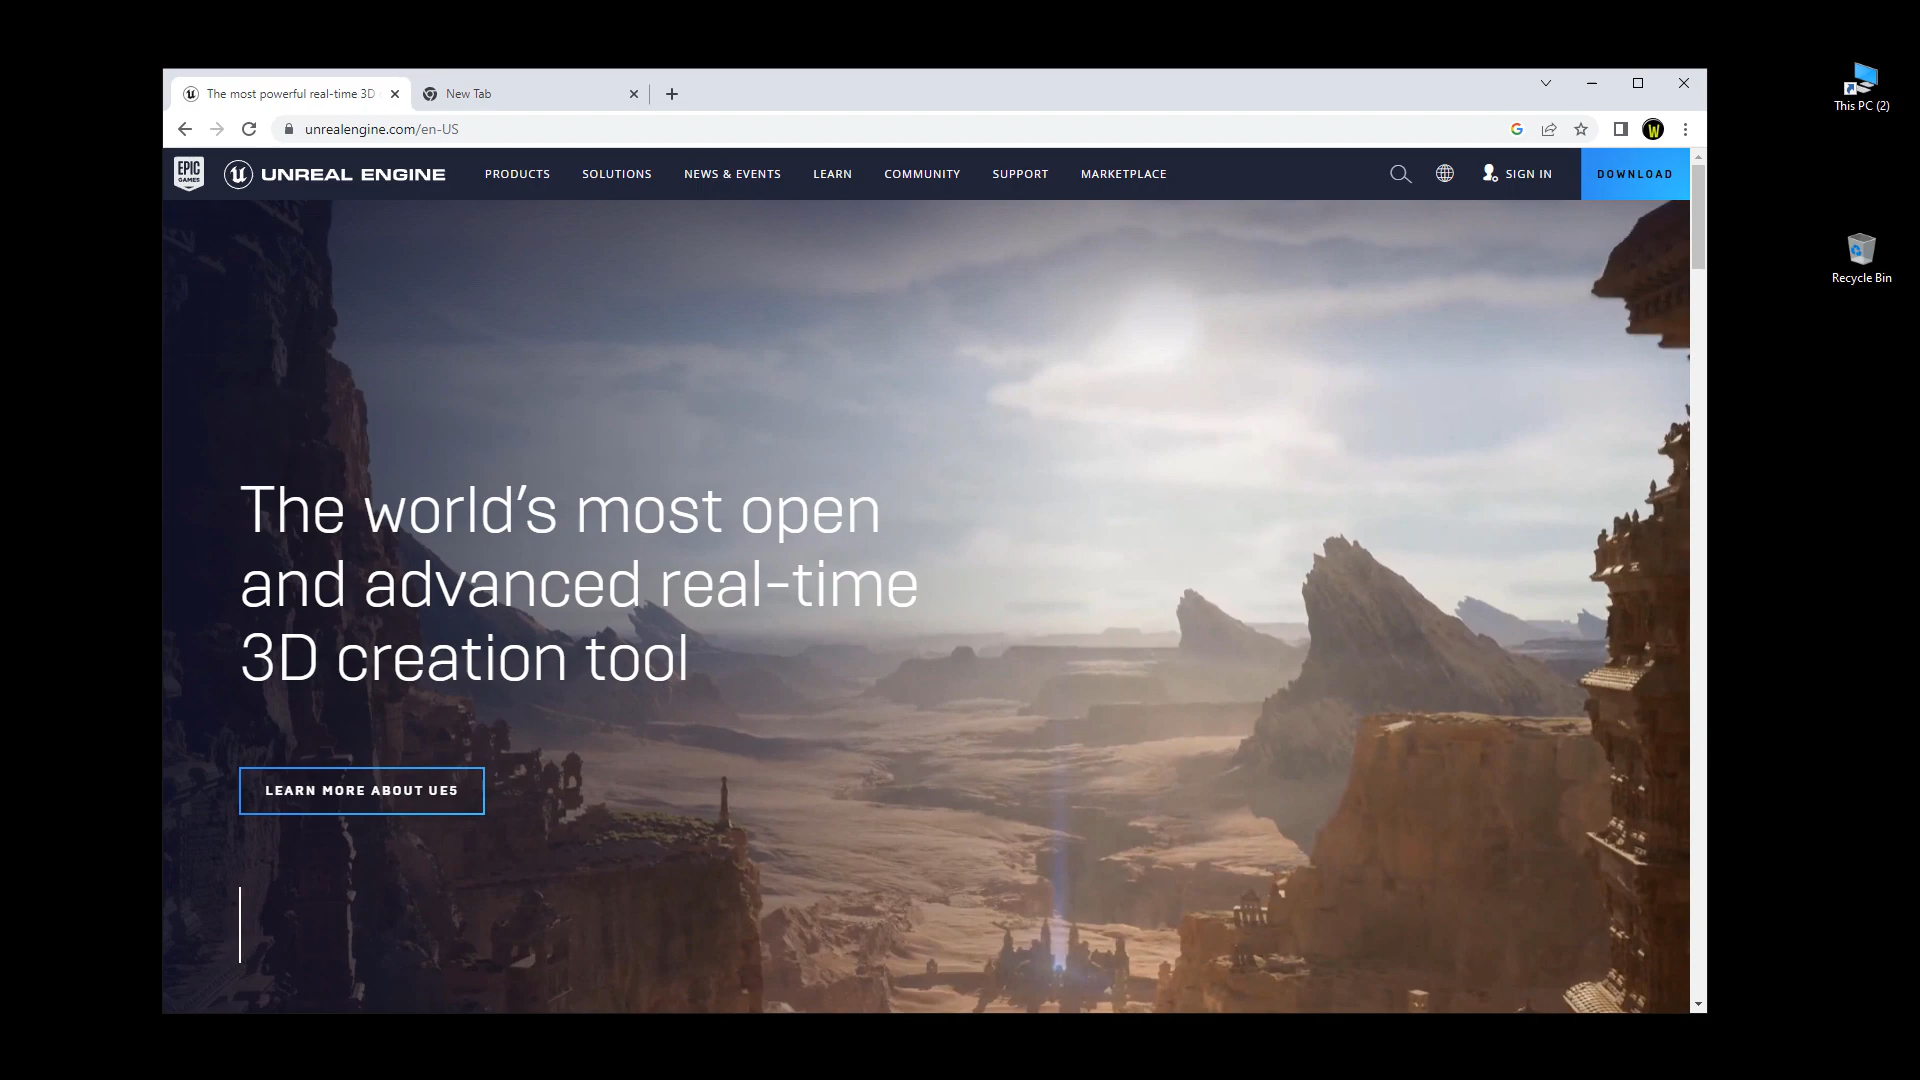 The most powerful real-time 3D
New Tab
unrealengine.com/en-US
W
EPIC
GAMES
UNREAL ENGINE
PRODUCTS
SOLUTIONS
NEWS & EVENTS
LEARN
COMMUNITY
SUPPORT
MARKETPLACE
SIGN IN
DOWNLOAD
The world's most open
and advanced real-time
3D creation tool
LEARN MORE ABOUT UE5
This PC (2)
Recycle Bin